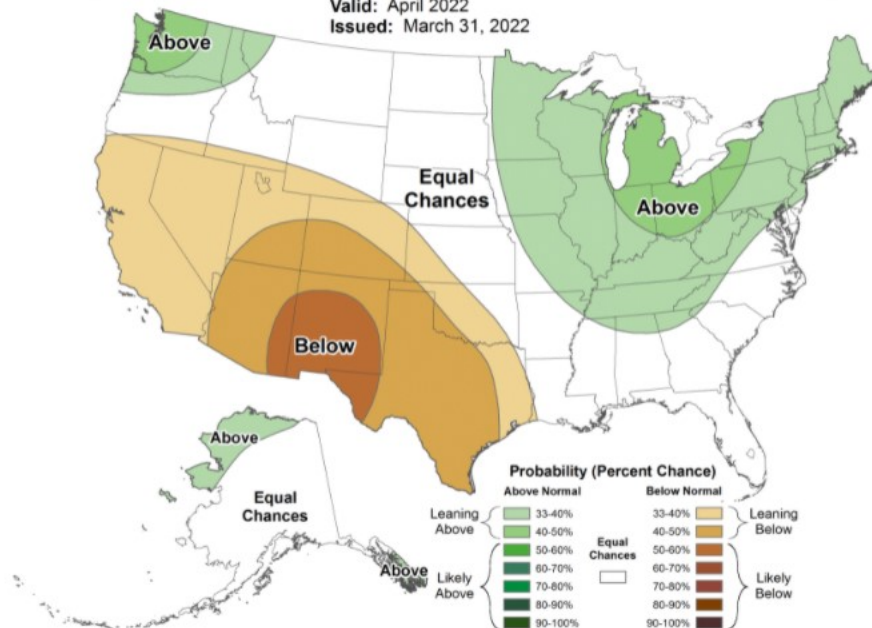 Valid: April 2022
Issued: March 31, 2022
Above
Equal
Chances
Above
Below
Above
Equal
Chances
Above
Probability (Percent Chance)
Above Normal
Below Normal
Leaning
Above
33-40%
40-50%
Likely
Above
50-60%
60-70%
70-80%
80-90%
90-100%
Equal
Chances
33-40%
40-50%
Leaning
Below
50-60%
60-70%
70-80%
80-90%
90-100%
Likely
Below